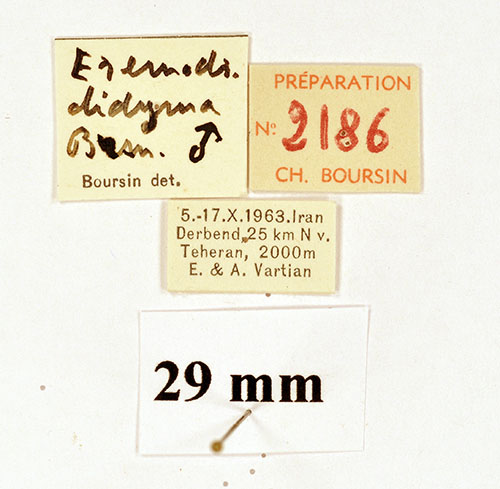 Eremodr.
didyma
Brsn. ♂
Boursin det.
PRÉPARATION
No: 2186
CH. BOURSIN
5.-17.X.1963.Iran
Derbend, 25 km N v.
Teheran, 2000m
E. & A. Vartian
29 mm